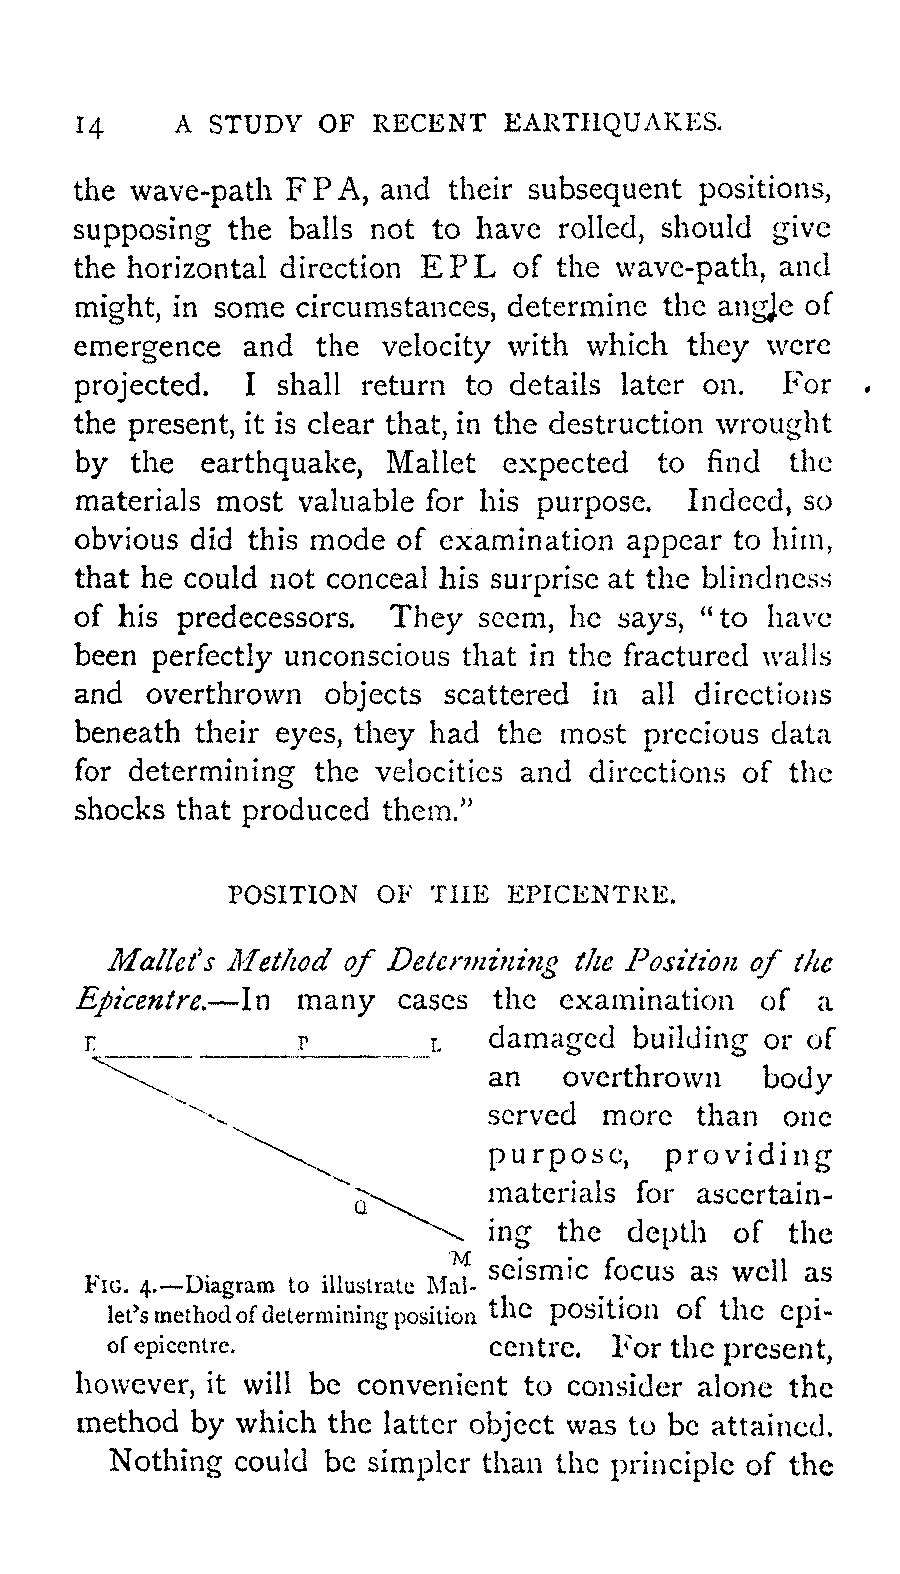 14 A STUDY OF RECENT EARTHQUAKES.
the wave-path F P A, and their subsequent positions,
supposing the balls not to have rolled, should give
the horizontal direction E P L of the wave-path, and
might, in some circumstances, determine the angle of
emergence and the velocity with which they were
projected. I shall return to details later on. For
the present, it is clear that, in the destruction wrought
by the earthquake, Mallet expected to find the
materials most valuable for his purpose. Indeed, so
obvious did this mode of examination appear to him,
that he could not conceal his surprise at the blindness
of his predecessors. They seem, he says, "to have
been perfectly unconscious that in the fractured walls
and overthrown objects scattered in all directions
beneath their eyes, they had the most precious data
for determining the velocities and directions of the
shocks that produced them."
POSITION OF THE EPICENTRE.
Mallet's Method of Determining the Position of the
Epicentre.—In many cases the examination of a
damaged building or of
an overthrown body
served more than one
purpose, providing
materials for ascertain-
ing the depth of the
seismic focus as well as
the position of the epi-
centre. For the present,
E P L
Q
M
FIG. 4.—Diagram to illustrate Mal-
let's method of determining position
of epicentre.
however, it will be convenient to consider alone the
method by which the latter object was to be attained.
Nothing could be simpler than the principle of the